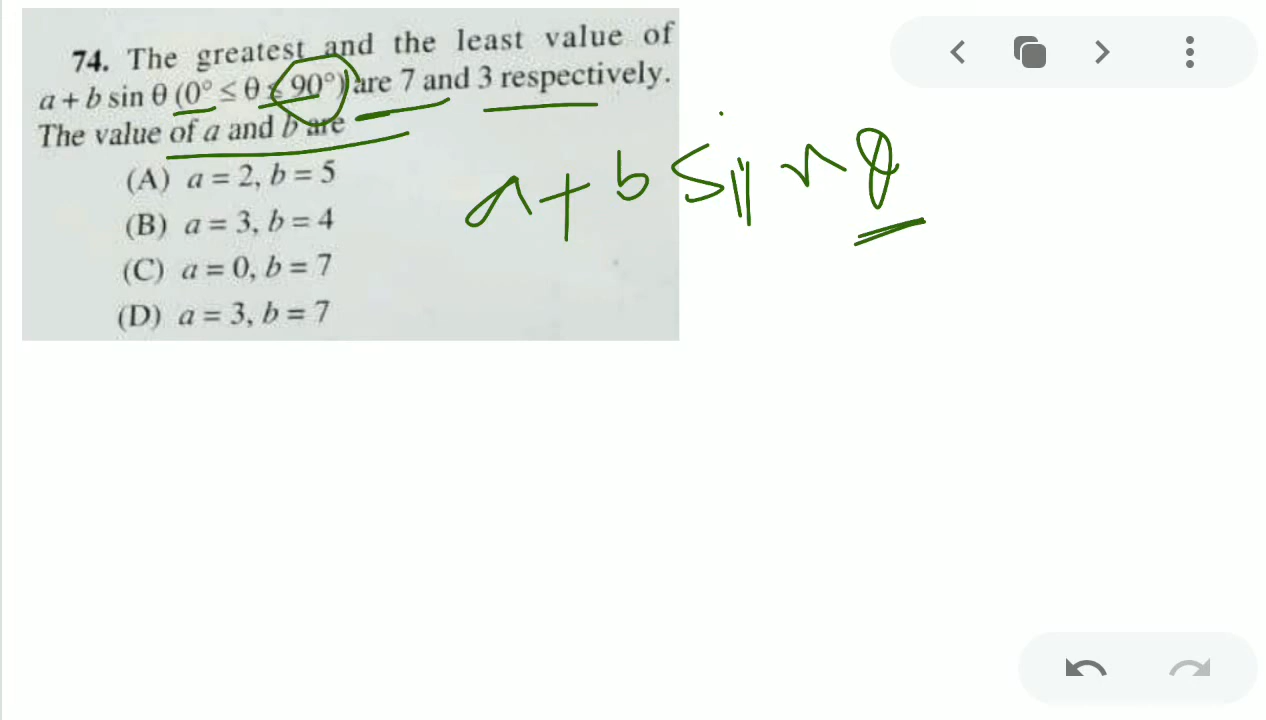 74. The greatest and the least value of
a + b sin θ (0° ≤ θ ≤ 90°) are 7 and 3 respectively.
The value of a and b are
(A) a = 2, b = 5
(B) a = 3, b = 4
(C) a = 0, b = 7
(D) a = 3, b = 7
a + b sin θ